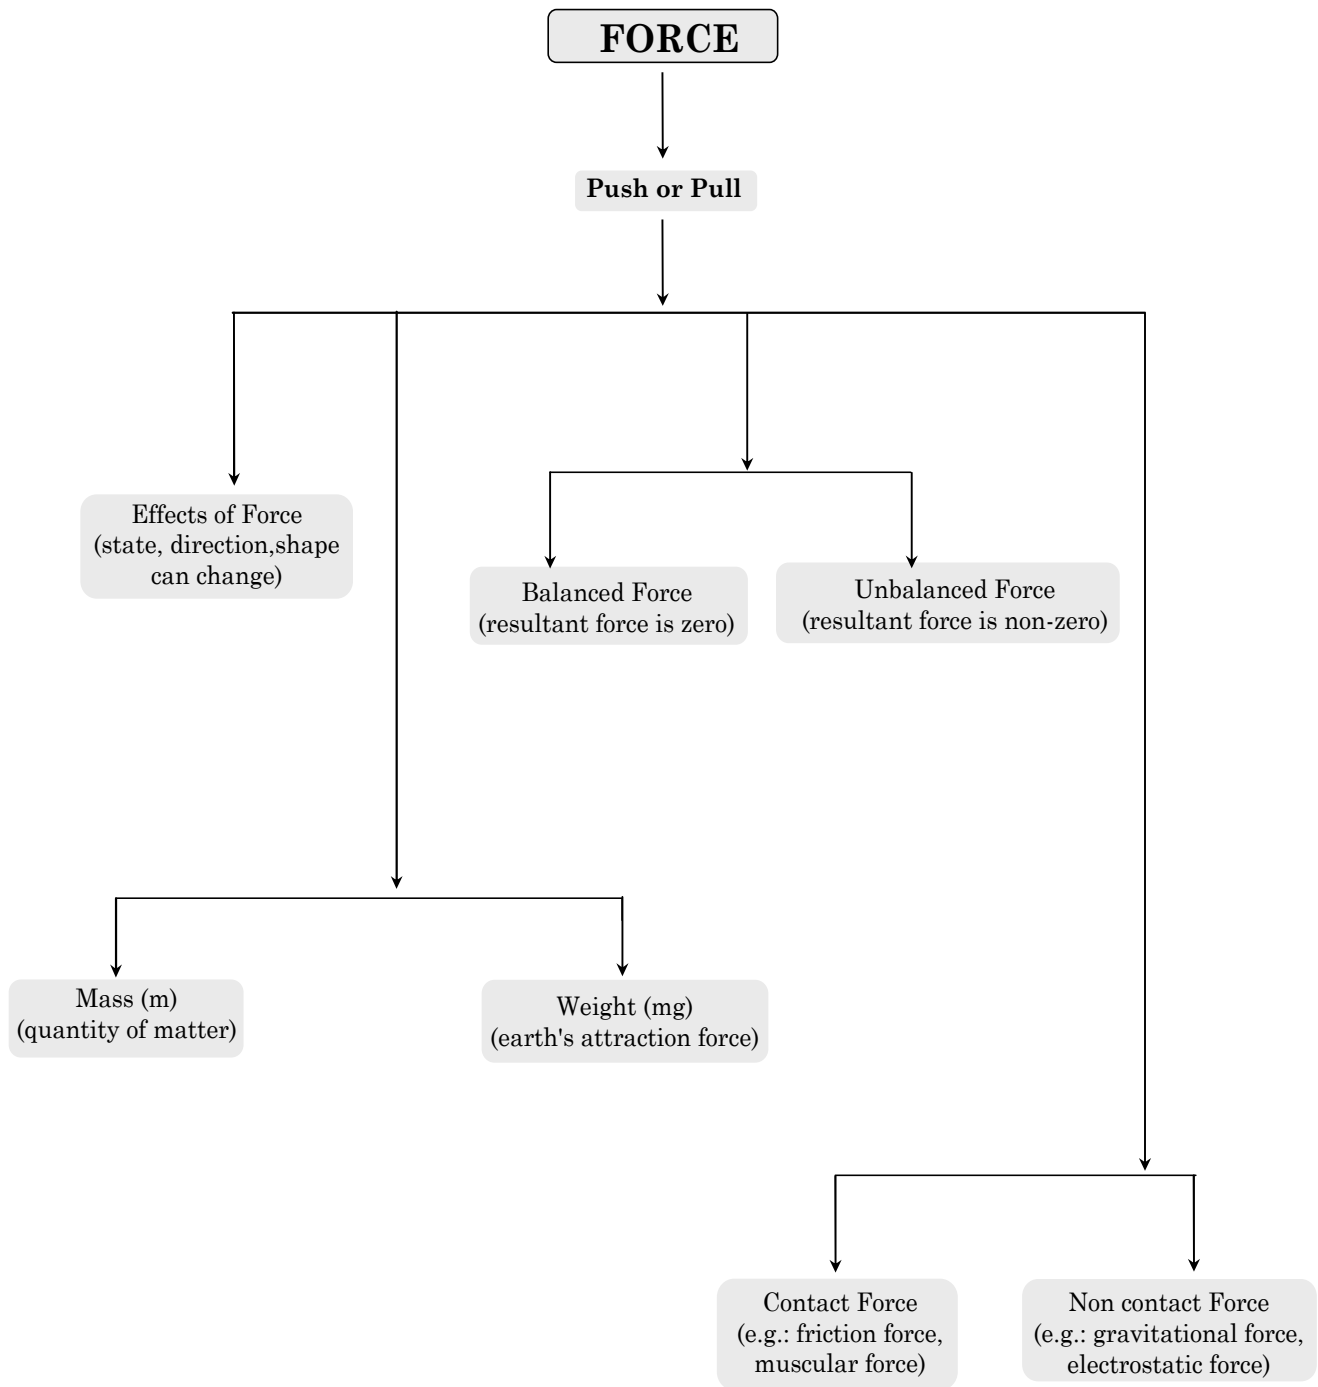 FORCE
Push or Pull
Effects of Force
(state, direction,shape
can change)
Balanced Force
(resultant force is zero)
Unbalanced Force
(resultant force is non-zero)
Mass (m)
(quantity of matter)
Weight (mg)
(earth's attraction force)
Contact Force
(e.g.: friction force,
muscular force)
Non contact Force
(e.g.: gravitational force,
electrostatic force)